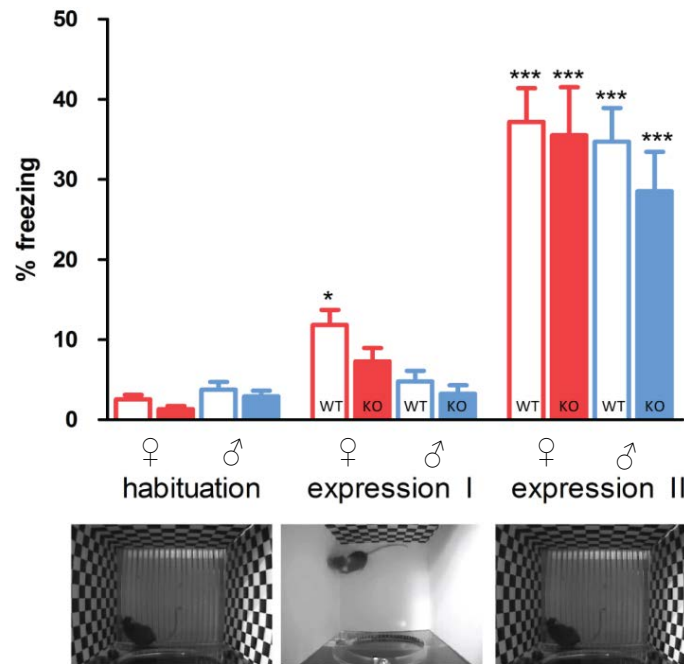 % freezing
50
40
30
20
10
0
*
*** *** *** ***
WT KO WT KO WT KO WT KO
♀ ♂ ♀ ♂ ♀ ♂
habituation expression I expression II